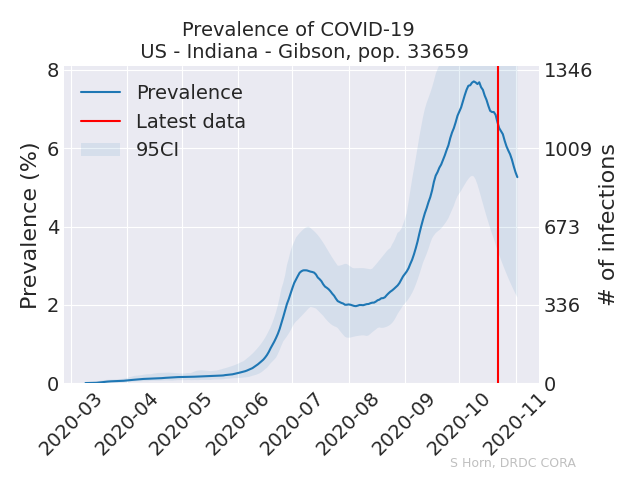 Prevalence of COVID-19
US - Indiana - Gibson, pop. 33659
Prevalence
Latest data
95CI
Prevalence (%)
8
6
4
2
0
1346
1009
673
336
0
# of infections
2020-03
2020-04
2020-05
2020-06
2020-07
2020-08
2020-09
2020-10
2020-11
S Horn, DRDC CORA